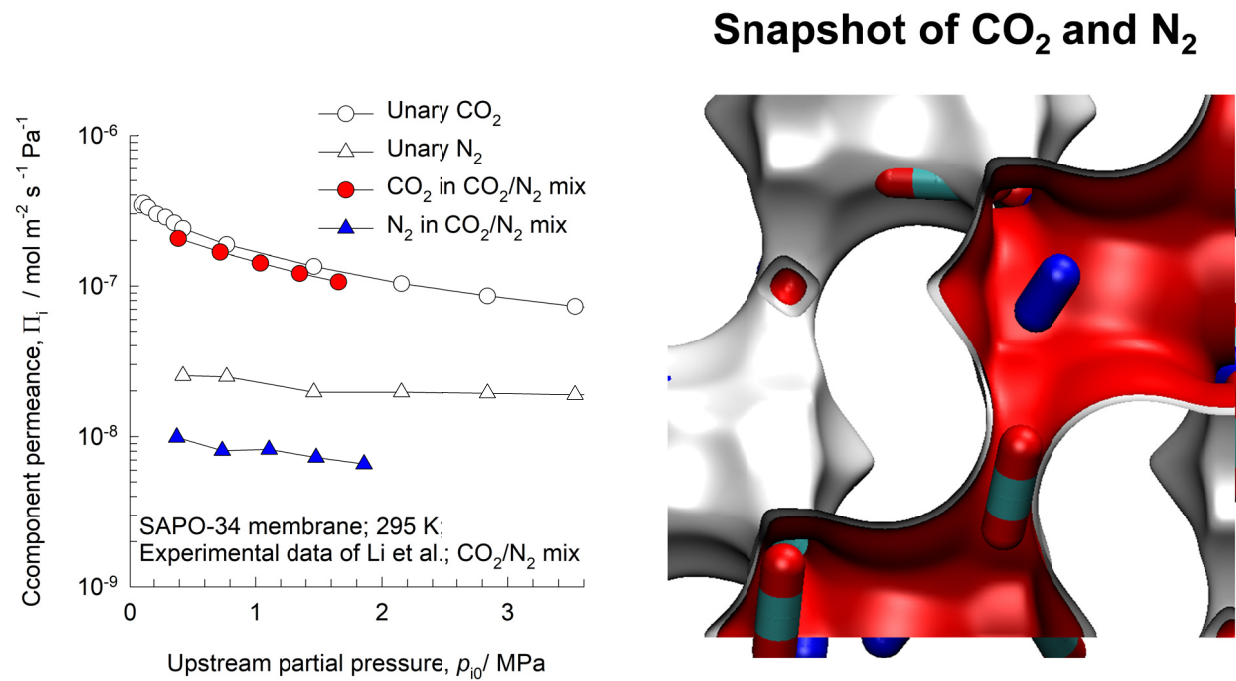 Snapshot of CO₂ and N₂
Unary CO₂
Unary N₂
CO₂ in CO₂/N₂ mix
N₂ in CO₂/N₂ mix
Ccomponent permeance, Πᵢ / mol m⁻² s⁻¹ Pa⁻¹
10⁻⁶
10⁻⁷
10⁻⁸
10⁻⁹
SAPO-34 membrane; 295 K;
Experimental data of Li et al.; CO₂/N₂ mix
0 1 2 3
Upstream partial pressure, pᵢ₀/ MPa